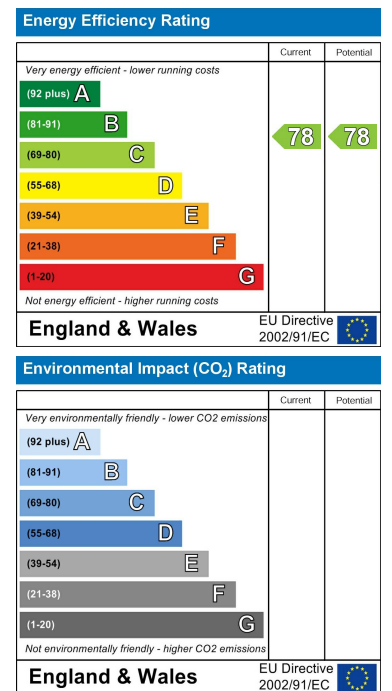 Energy Efficiency Rating
Current Potential
Very energy efficient - lower running costs
(92 plus) A
(81-91) B
(69-80) C
78 78
(55-68) D
(39-54) E
(21-38) F
(1-20) G
Not energy efficient - higher running costs
England & Wales
EU Directive
2002/91/EC
Environmental Impact (CO₂) Rating
Current Potential
Very environmentally friendly - lower CO2 emissions
(92 plus) A
(81-91) B
(69-80) C
(55-68) D
(39-54) E
(21-38) F
(1-20) G
Not environmentally friendly - higher CO2 emissions
England & Wales
EU Directive
2002/91/EC